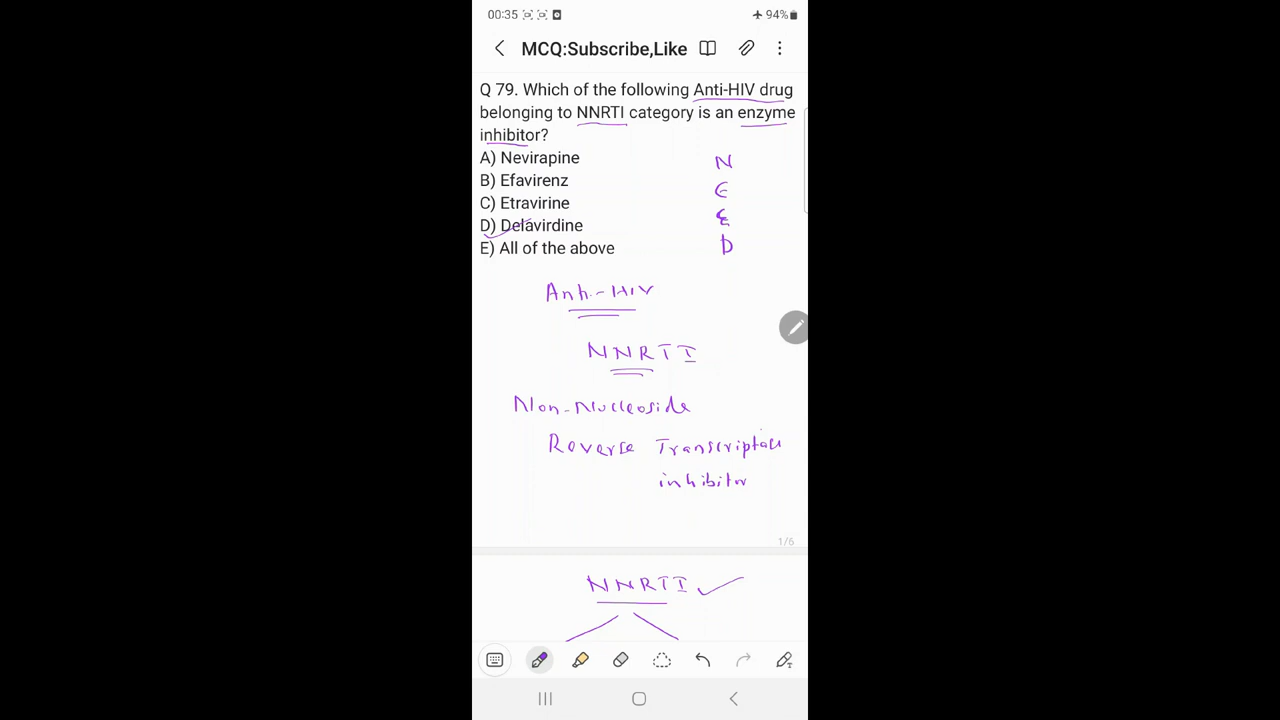 00:35 94%
MCQ:Subscribe,Like
Q 79. Which of the following Anti-HIV drug
belonging to NNRTI category is an enzyme
inhibitor?
A) Nevirapine N
B) Efavirenz E
C) Etravirine E
D) Delavirdine D
E) All of the above
Anti-HIV
NNRTI
Non-Nucleoside
Reverse Transcriptase
inhibitor
1/6
NNRTI